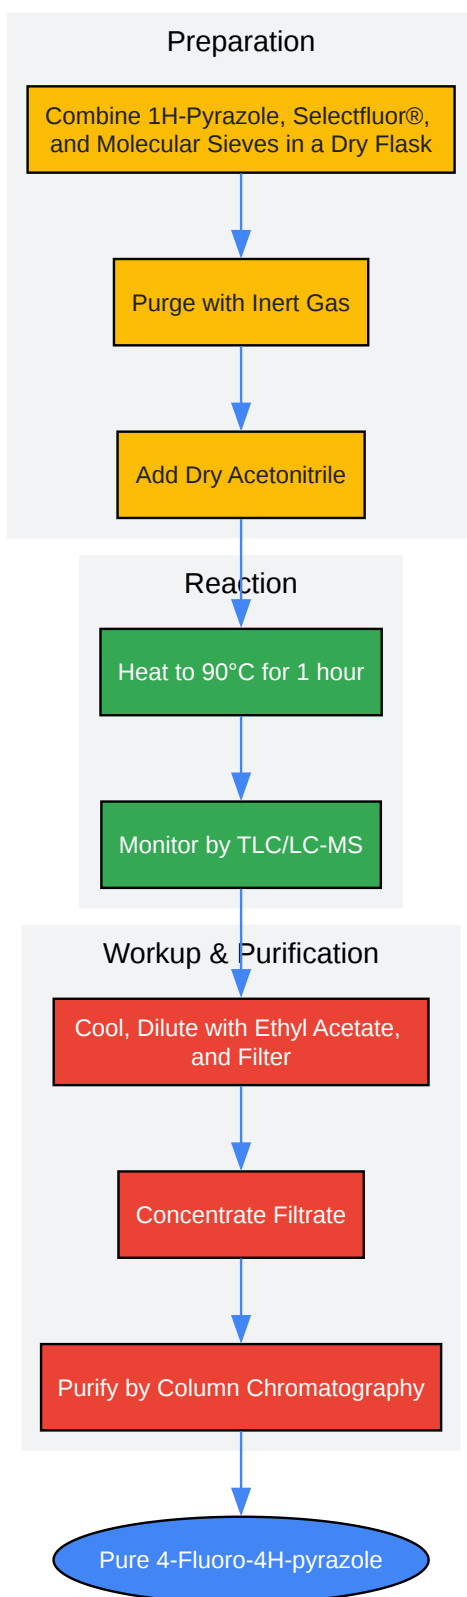 Preparation
Combine 1H-Pyrazole, Selectfluor®,
and Molecular Sieves in a Dry Flask
Purge with Inert Gas
Add Dry Acetonitrile
Reaction
Heat to 90°C for 1 hour
Monitor by TLC/LC-MS
Workup & Purification
Cool, Dilute with Ethyl Acetate,
and Filter
Concentrate Filtrate
Purify by Column Chromatography
Pure 4-Fluoro-4H-pyrazole